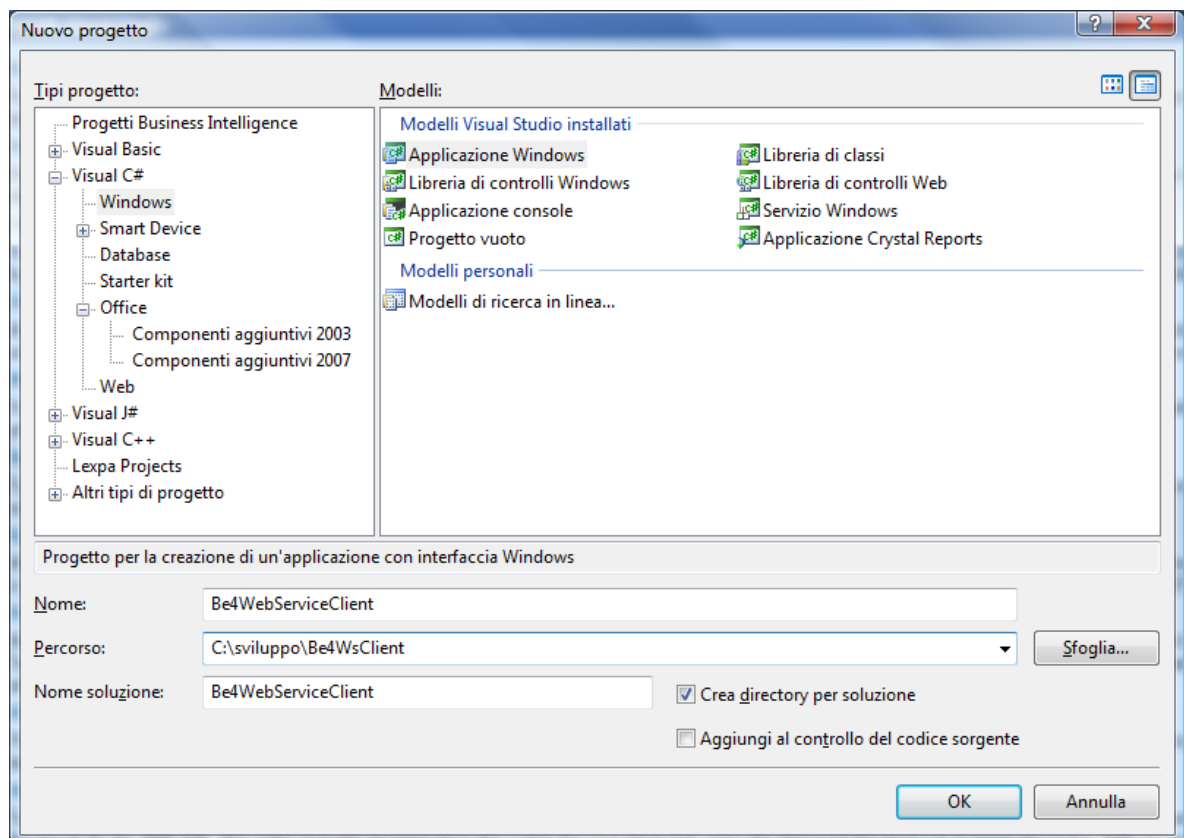 Nuovo progetto
Tipi progetto:
Progetti Business Intelligence
Visual Basic
Visual C#
Windows
Smart Device
Database
Starter kit
Office
Componenti aggiuntivi 2003
Componenti aggiuntivi 2007
Web
Visual J#
Visual C++
Lexpa Projects
Altri tipi di progetto
Modelli:
Modelli Visual Studio installati
Applicazione Windows
Libreria di classi
Libreria di controlli Windows
Libreria di controlli Web
Applicazione console
Servizio Windows
Progetto vuoto
Applicazione Crystal Reports
Modelli personali
Modelli di ricerca in linea...
Progetto per la creazione di un'applicazione con interfaccia Windows
Nome: Be4WebServiceClient
Percorso: C:\sviluppo\Be4WsClient Sfoglia...
Nome soluzione: Be4WebServiceClient Crea directory per soluzione
Aggiungi al controllo del codice sorgente
OK Annulla